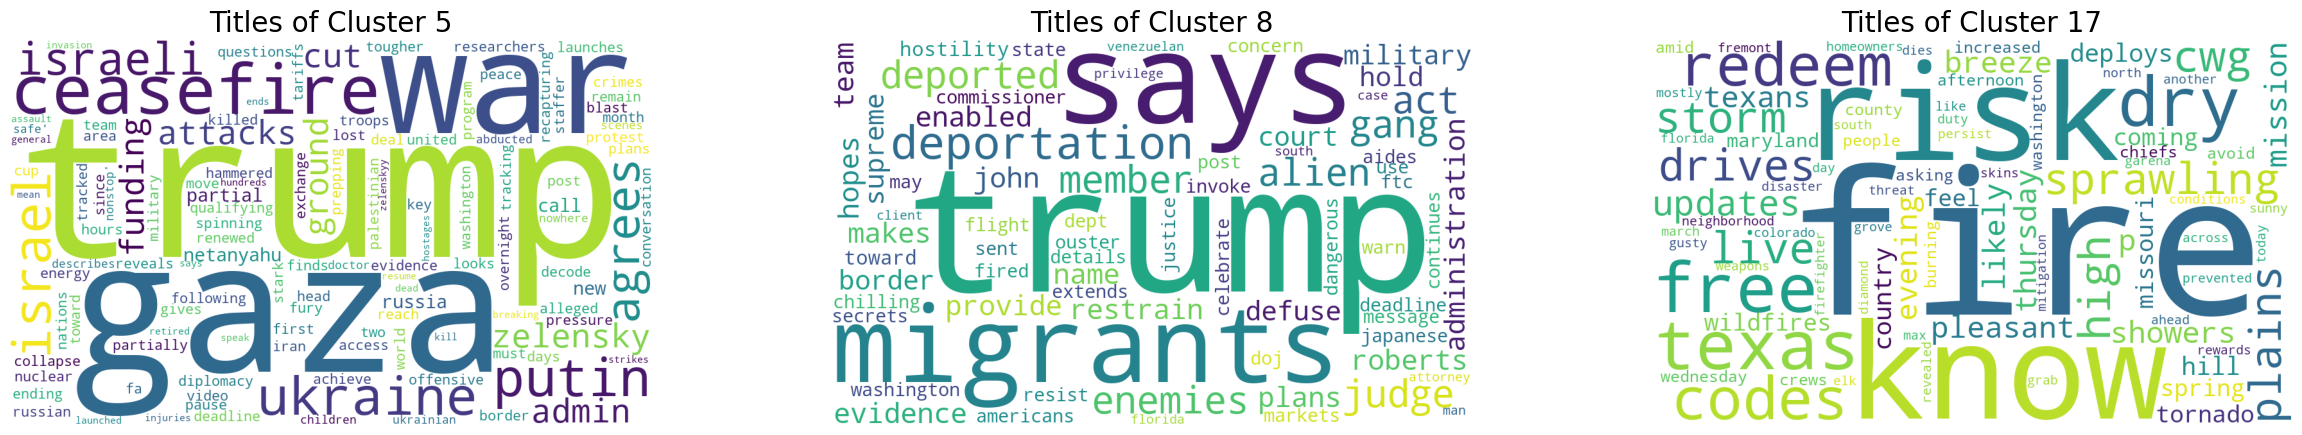 Titles of Cluster 5
invasion
israeli
questions
cut
tougher
researchers
launches
tariffs
war
peace
crimes
ceasefire
ends
staffer
remain
recapturing
blast
assault
killed
troops
program
month
safe'
team
attacks
lost
scenes
general
area
funding
ground
deal
united
abducted
protest
plans
trump
hammered
prepping
zelenskyy
tracking
cup
since
move
hundreds
exchange
military
washington
post
agrees
mean
tracked
nonstop
partial
palestinian
key
call
conversation
israel
qualifying
hostages
overnight
nowhere
hours
spinning
renewed
netanyahu
describes
reveals
says
finds
doctor
evidence
looks
decode
energy
stark
resume
dead
new
gaza
following
head
russia
alleged
nations
toward
gives
fury
reach
breaking
pressure
retired
first
two
world
zelensky
partially
speak
iran
access
kill
must
days
strikes
collapse
nuclear
fa
diplomacy
achieve
offensive
putin
ending
video
ukraine
russian
pause
deadline
admin
launched
injuries
children
ukrainian
border
Titles of Cluster 8
team
hostility
state
venezuelan
concern
military
deported
says
privilege
hold
commissioner
case
enabled
act
hopes
supreme
deportation
court
gang
south
john
member
post
alien
aides
may
invoke
use
ftc
administration
client
trump
makes
flight
dept
warn
continues
toward
sent
ouster
justice
dangerous
border
fired
details
name
celebrate
chilling
extends
deadline
secrets
provide
restrain
defuse
message
migrants
japanese
doj
roberts
washington
resist
enemies
plans
attorney
judge
evidence
americans
florida
markets
man
Titles of Cluster 17
amid
fremont
homeowners
dies
increased
deploys
cwg
redeem
risk
breeze
north
another
mission
mostly
texans
afternoon
dry
storm
county
like
washington
florida
maryland
south
people
duty
persist
coming
drives
day
chiefs
avoid
disaster
asking
garena
threat
skins
sprawling
updates
fire
feel
conditions
neighborhood
sunny
march
colorado
grove
likely
thursday
p
across
gusty
live
evening
burning
high
missouri
today
weapons
firefighter
mitigation
prevented
free
diamond
country
plains
texas
wildfires
know
max
pleasant
ahead
showers
rewards
wednesday
crews
elk
revealed
grab
hill
codes
spring
tornado